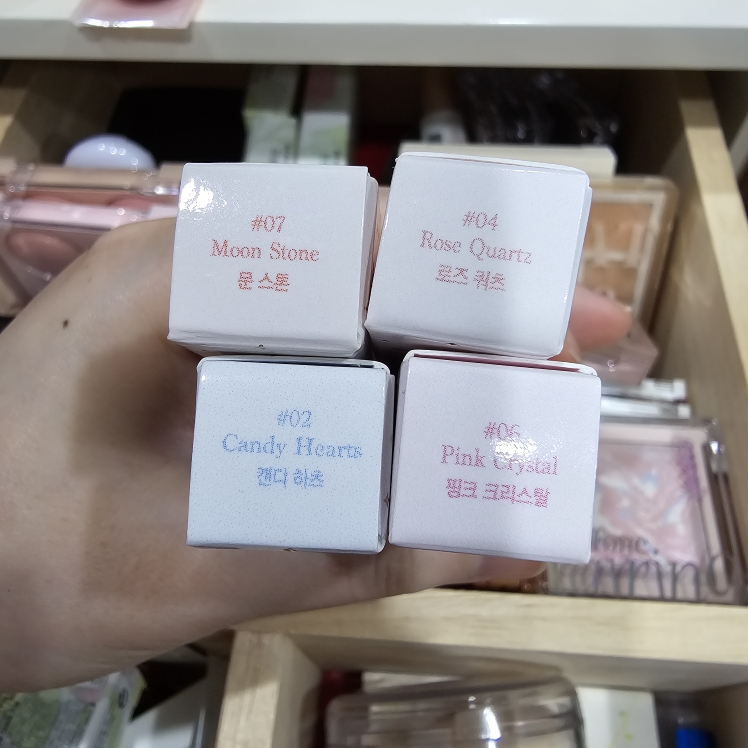 #07
Moon Stone
문 스톤
#04
Rose Quartz
로즈 쿼츠
#02
Candy Hearts
캔디 하츠
#06
Pink Crystal
핑크 크리스탈